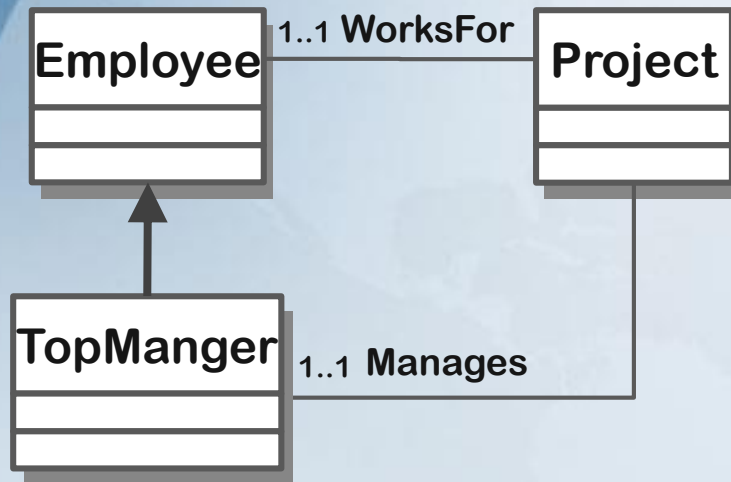 1..1 WorksFor
Employee
Project
TopManger
1..1 Manages